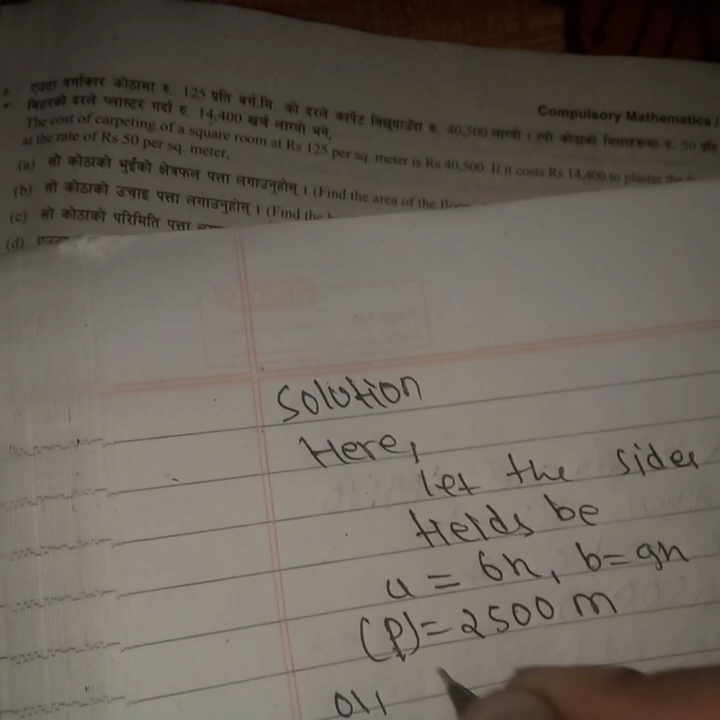 Compulsory Mathematics /
एउटा वर्गाकार कोठामा रु. 125 प्रति वर्ग.मि. को दरले कार्पेट बिछ्याउँदा रु. 40,500 लाग्यो । त्यो कोठाको भित्ताहरूमा रु. 50 प्रति
मिटरको दरले प्लास्टर गर्दा रु. 14,400 खर्च लाग्यो भने,
The cost of carpeting of a square room at Rs 125 per sq. meter is Rs 40,500. If it costs Rs 14,400 to plaster the
at the rate of Rs 50 per sq. meter,
(a) सो कोठाको भुईंको क्षेत्रफल पत्ता लगाउनुहोस् । (Find the area of the floor
(b) सो कोठाको उचाइ पत्ता लगाउनुहोस् । (Find the
(c) सो कोठाको परिमिति पत्ता
(d)
Solution
Here,
let the sides
fields be
a = 6n, b=9n
(P)=2500 m